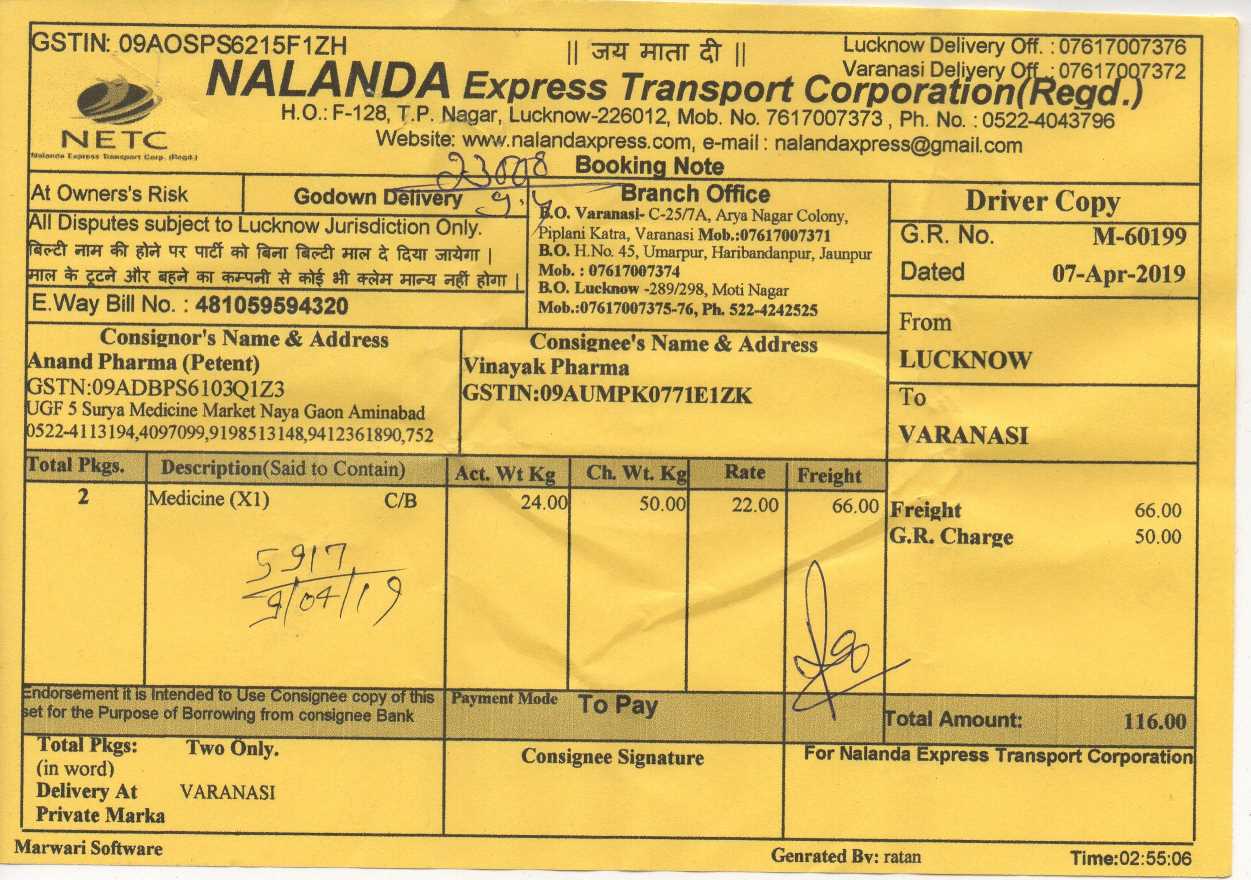 GSTIN: 09AOSPS6215F1ZH
|| जय माता दी ||
Lucknow Delivery Off. : 07617007376
Varanasi Delivery Off. : 07617007372
NALANDA Express Transport Corporation(Regd.)
NETC
Nalanda Express Transport Corp. (Regd.)
H.O.: F-128, T.P. Nagar, Lucknow-226012, Mob. No. 7617007373 , Ph. No. : 0522-4043796
Website: www.nalandaxpress.com, e-mail : nalandaxpress@gmail.com
Booking Note
At Owners's Risk
Godown Delivery
All Disputes subject to Lucknow Jurisdiction Only.
बिल्टी नाम की होने पर पार्टी को बिना बिल्टी माल दे दिया जायेगा |
माल के टूटने और बहने का कम्पनी से कोई भी क्लेम मान्य नहीं होगा |
E.Way Bill No. : 481059594320
Branch Office
B.O. Varanasi- C-25/7A, Arya Nagar Colony,
Piplani Katra, Varanasi Mob.:07617007371
B.O. H.No. 45, Umarpur, Haribandanpur, Jaunpur
Mob. : 07617007374
B.O. Lucknow -289/298, Moti Nagar
Mob.:07617007375-76, Ph. 522-4242525
Driver Copy
G.R. No. M-60199
Dated 07-Apr-2019
From
LUCKNOW
To
VARANASI
Consignor's Name & Address
Anand Pharma (Petent)
GSTN:09ADBPS6103Q1Z3
UGF 5 Surya Medicine Market Naya Gaon Aminabad
0522-4113194,4097099,9198513148,9412361890,752
Consignee's Name & Address
Vinayak Pharma
GSTIN:09AUMPK0771E1ZK
Total Pkgs. Description(Said to Contain) Act. Wt Kg Ch. Wt. Kg Rate Freight
2 Medicine (X1) C/B 24.00 50.00 22.00 66.00
Freight 66.00
G.R. Charge 50.00
5917
9/04/19
Endorsement it is Intended to Use Consignee copy of this
set for the Purpose of Borrowing from consignee Bank
Payment Mode To Pay
Total Amount: 116.00
Total Pkgs: Two Only.
(in word)
Delivery At VARANASI
Private Marka
Consignee Signature
For Nalanda Express Transport Corporation
Marwari Software
Genrated By: ratan
Time:02:55:06